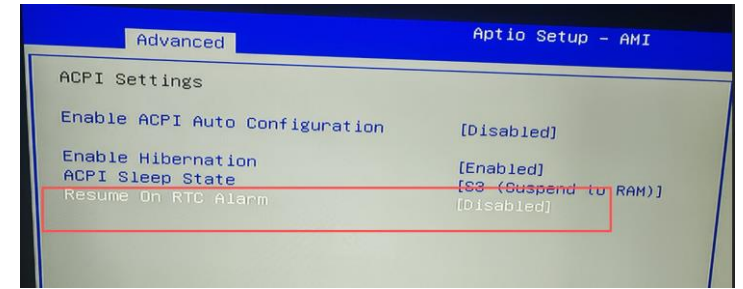 Aptio Setup - AMI
Advanced
ACPI Settings
Enable ACPI Auto Configuration [Disabled]
Enable Hibernation [Enabled]
ACPI Sleep State [S3 (Suspend to RAM)]
Resume On RTC Alarm [Disabled]